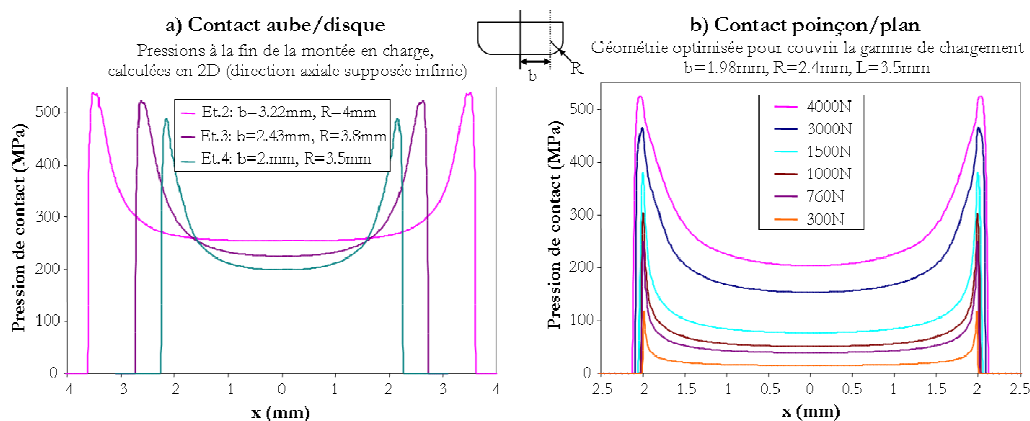 a) Contact aube/disque
Pressions à la fin de la montée en charge,
calculées en 2D (direction axiale supposée infinie)
Pression de contact (MPa)
500
400
300
200
100
0
Et.2: b=3.22mm, R=4mm
Et.3: b=2.43mm, R=3.8mm
Et.4: b=2.mm, R=3.5mm
4 3 2 1 0 1 2 3 4
x (mm)
b
R
b) Contact poinçon/plan
Géométrie optimisée pour couvrir la gamme de chargement
b=1.98mm, R=2.4mm, L=3.5mm
Pression de contact (MPa)
500
400
300
200
100
0
4000N
3000N
1500N
1000N
760N
300N
2.5 2 1.5 1 0.5 0 0.5 1 1.5 2 2.5
x (mm)